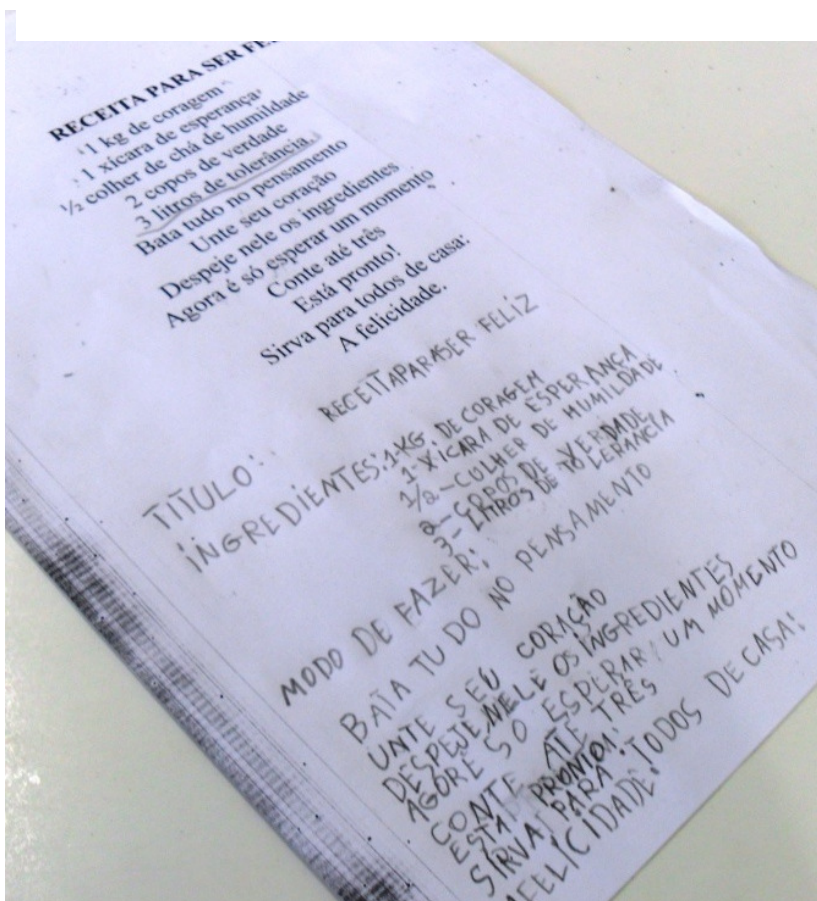 RECEITA PARA SER FE
1 kg de coragem
1 xícara de esperança
½ colher de chá de humildade
2 copos de verdade
3 litros de tolerância
Bata tudo no pensamento
Unte seu coração
Despeje nele os ingredientes
Agora é só esperar um momento
Conte até três
Está pronto!
Sirva para todos de casa:
A felicidade.
RECEITAPARASER FELIZ
TITULO:
INGREDIENTES: 1-KG. DE CORAGEM
1-XICARA DE ESPERANÇA
1/2-COLHER DE HUMILDADE
2-COPOS DE VERDADE
3-LITROS DE TOLERANCIA
MODO DE FAZER:
BATA TUDO NO PENSAMENTO
UNTE SEU CORAÇÃO
DESPEJE NELE OS INGREDIENTES
AGORE SO ESPERAR UM MOMENTO
CONTE ATE TRÊS
ESTA PRONTO!
SIRVA PARA TODOS DE CASA:
AFELICIDADE.